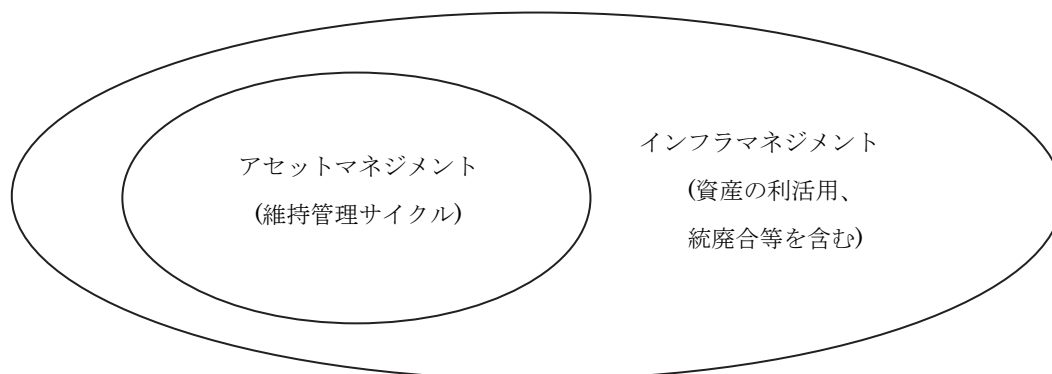 アセットマネジメント
(維持管理サイクル)
インフラマネジメント
(資産の利活用、
統廃合等を含む)